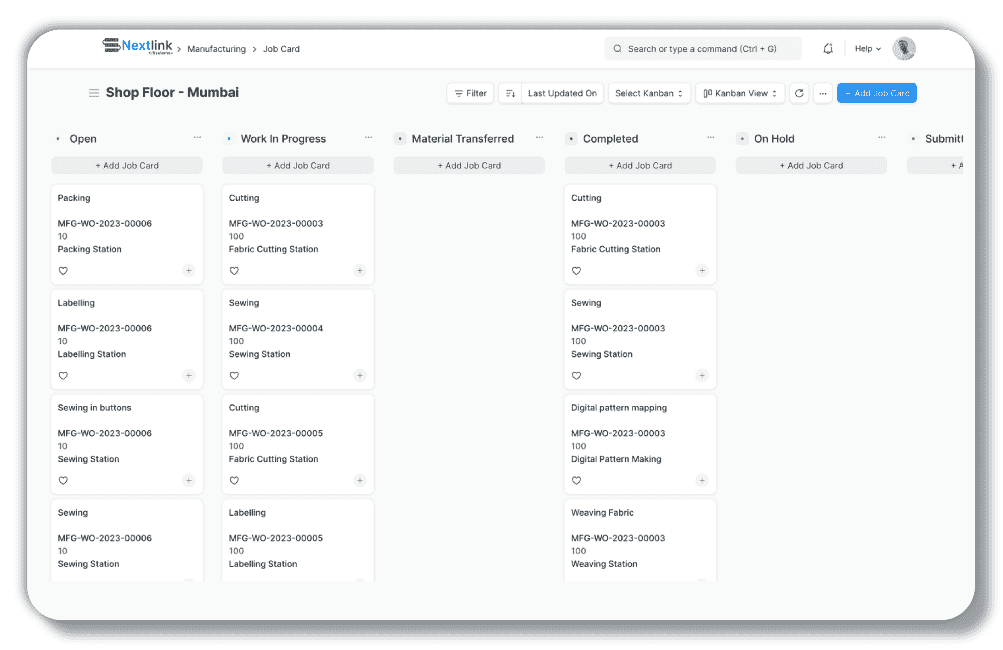 Nextlink
Manufacturing
Job Card
Search or type a command (Ctrl + G)
Help
Shop Floor - Mumbai
Filter
Last Updated On
Select Kanban
Kanban View
...
Add Job Card
Open
...
+ Add Job Card
Packing
MFG-WO-2023-00006
10
Packing Station
Labelling
MFG-WO-2023-00006
10
Labelling Station
Sewing in buttons
MFG-WO-2023-00006
10
Sewing Station
Sewing
MFG-WO-2023-00006
10
Sewing Station
Work In Progress
...
+ Add Job Card
Cutting
MFG-WO-2023-00003
100
Fabric Cutting Station
Sewing
MFG-WO-2023-00004
100
Sewing Station
Cutting
MFG-WO-2023-00005
100
Fabric Cutting Station
Labelling
MFG-WO-2023-00005
100
Labelling Station
Material Transferred
...
+ Add Job Card
Completed
...
+ Add Job Card
Cutting
MFG-WO-2023-00003
100
Fabric Cutting Station
Sewing
MFG-WO-2023-00003
100
Sewing Station
Digital pattern mapping
MFG-WO-2023-00003
100
Digital Pattern Making
Weaving Fabric
MFG-WO-2023-00003
100
Weaving Station
On Hold
...
+ Add Job Card
Submitt
+ A